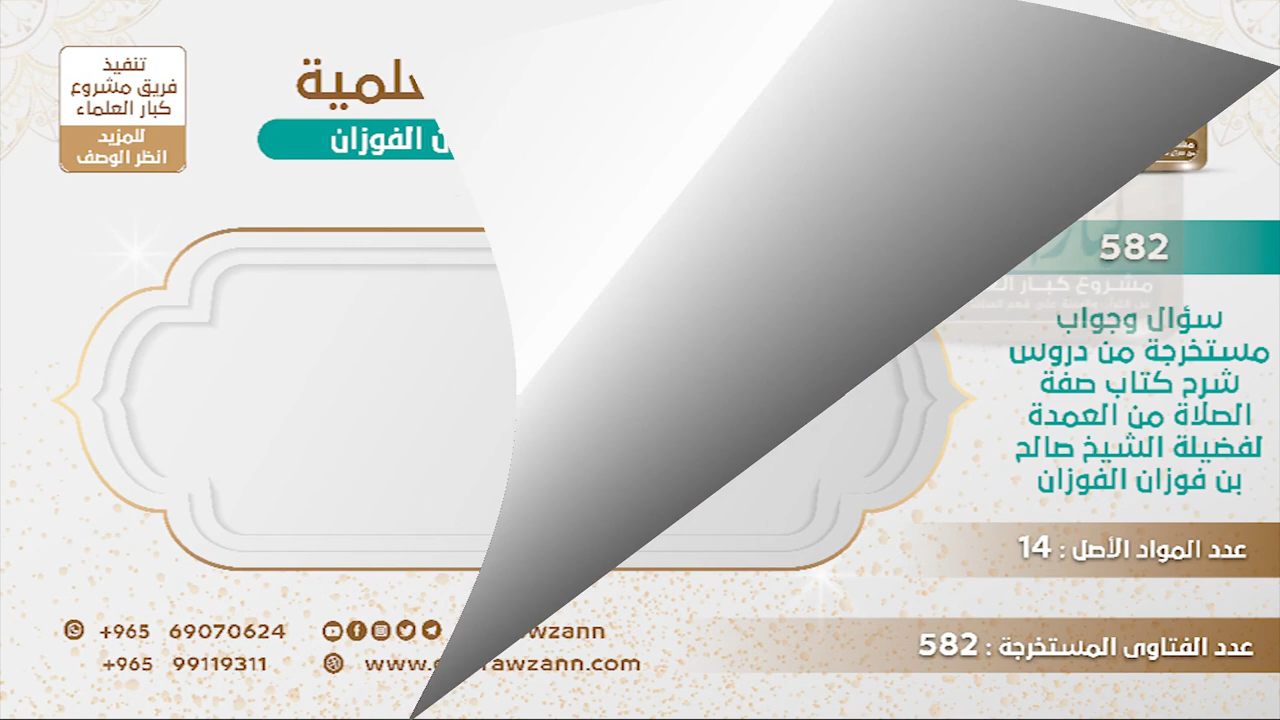 تنفيذ
فريق مشروع
كبار العلماء
للمزيد
انظر الوصف
الفوزان
582
مشروع كبار
سؤال وجواب
مستخرجة من دروس
شرح كتاب صفة
الصلاة من العمدة
لفضيلة الشيخ صالح
بن فوزان الفوزان
عدد المواد الأصل : 14
عدد الفتاوى المستخرجة : 582
+965 69070624
+965 99119311